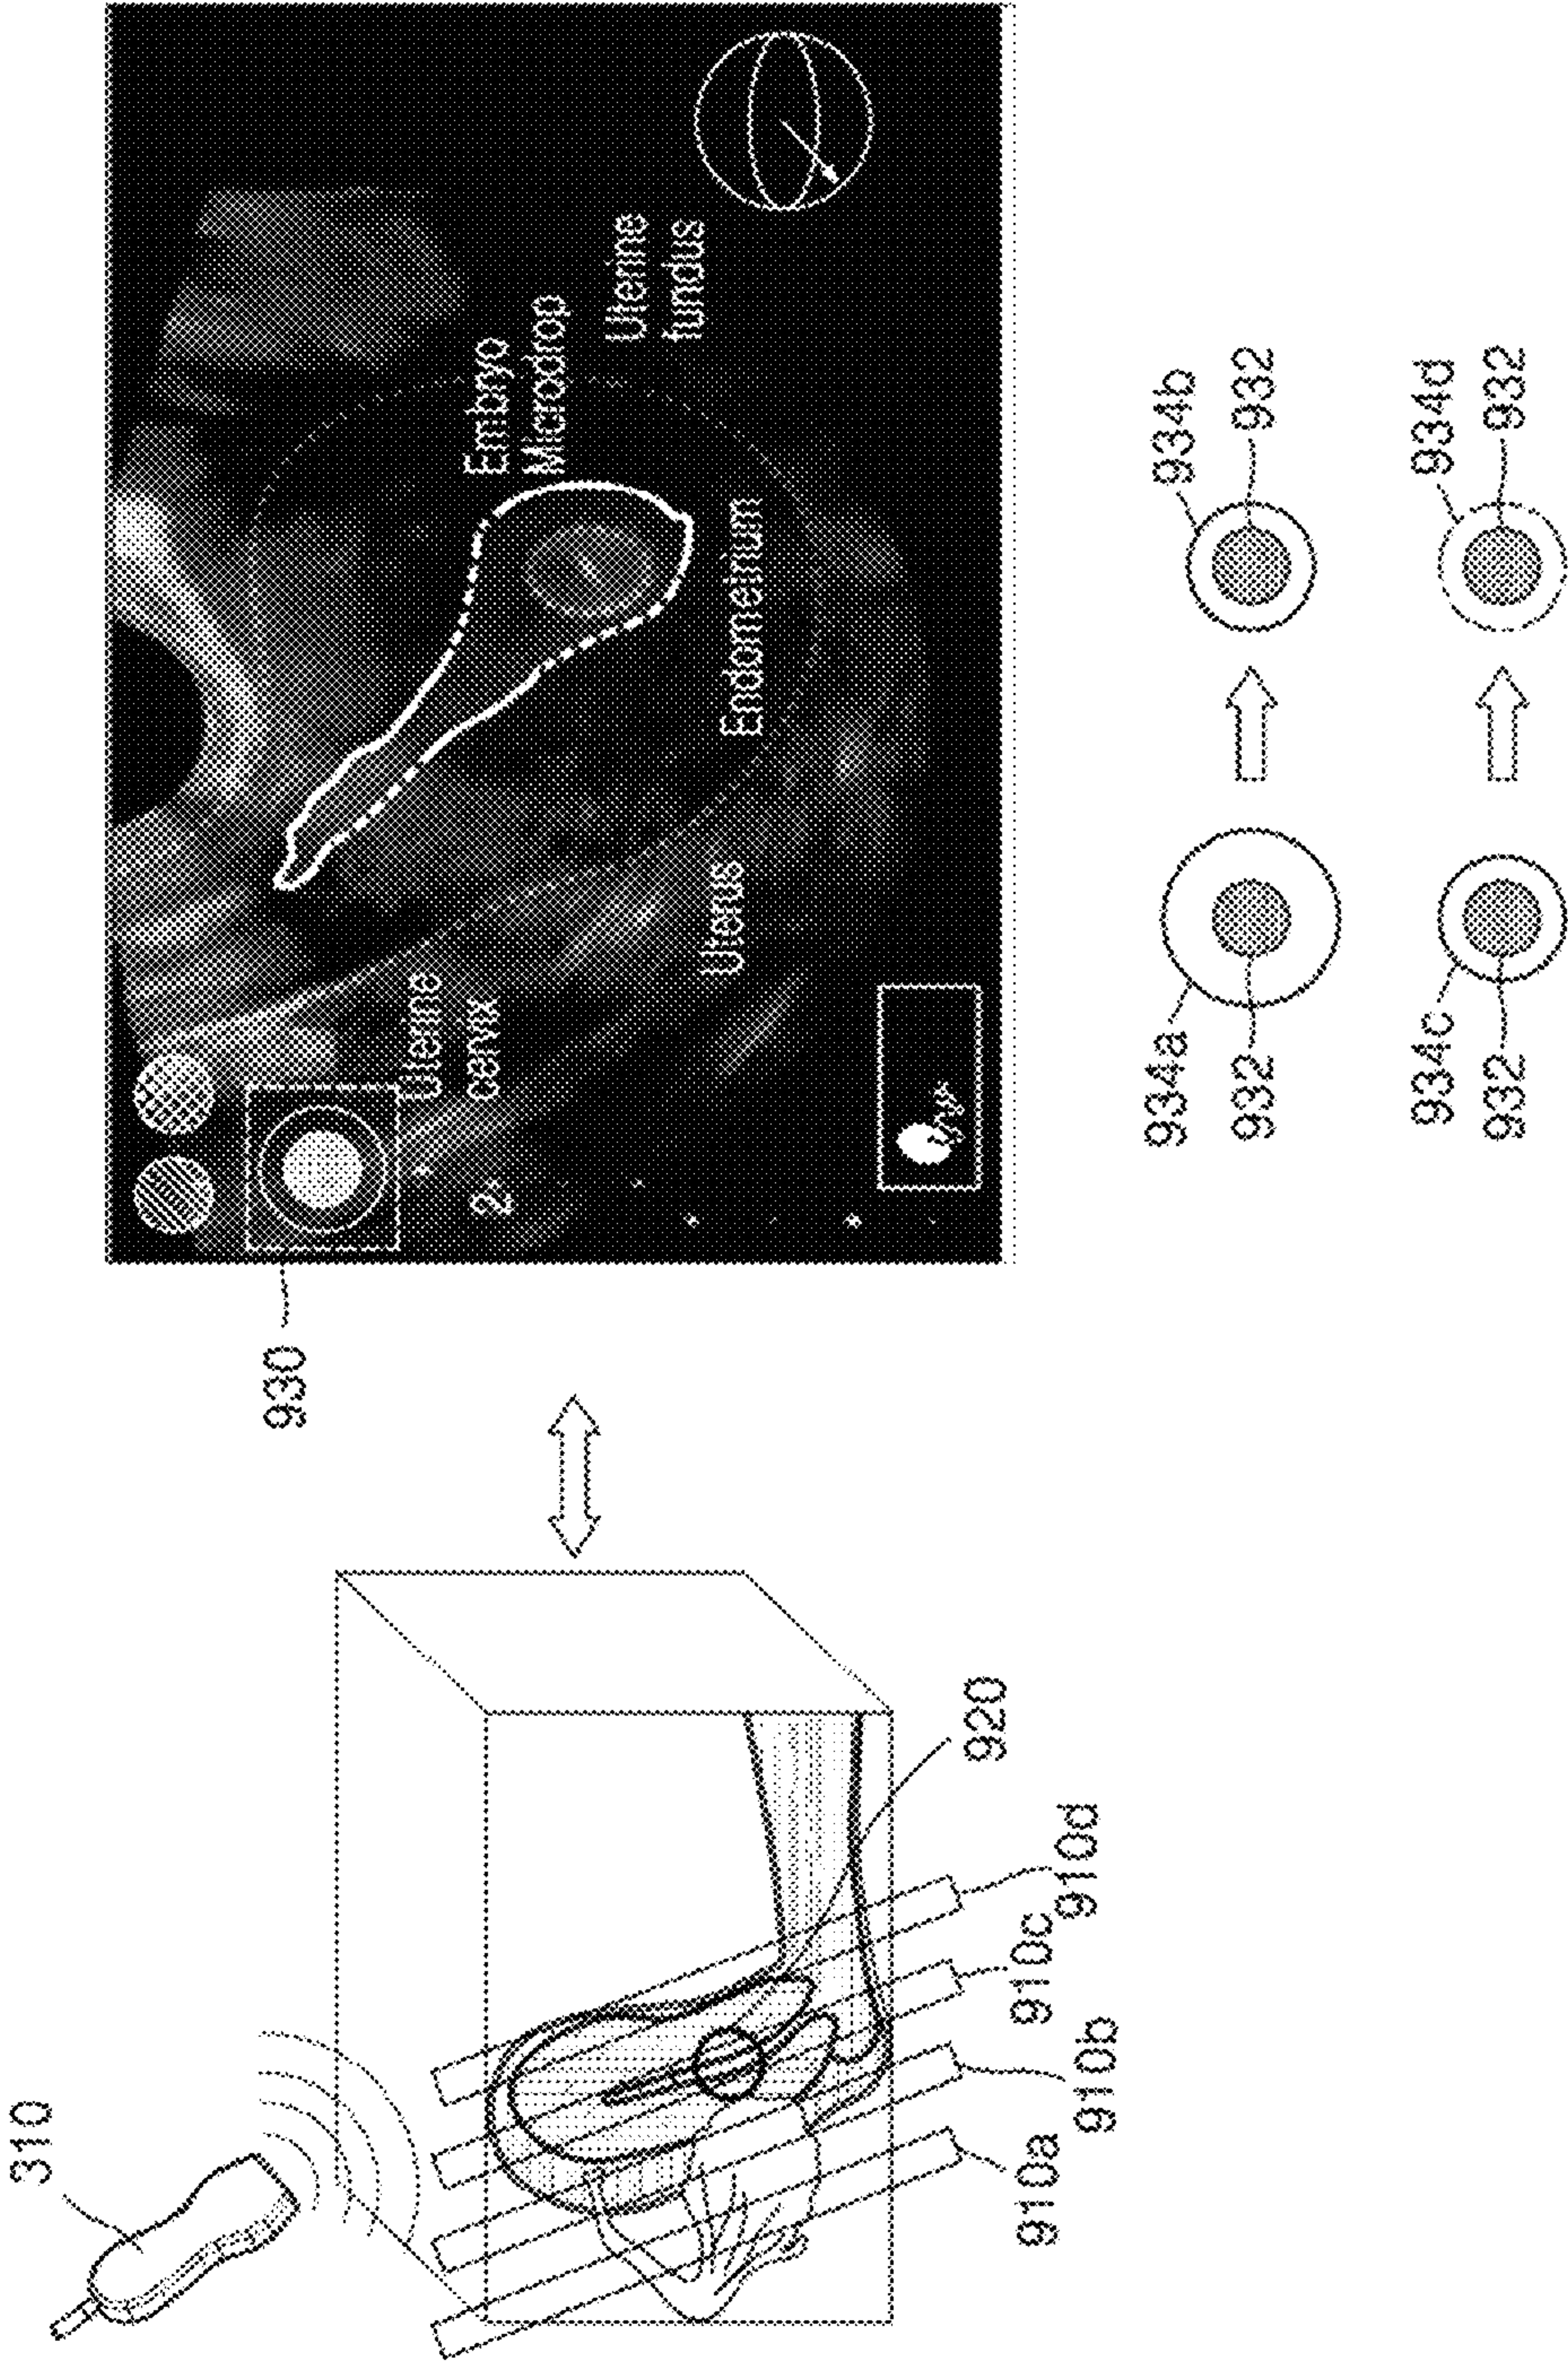 310
930
Uterine
cervix
2
Embryo
Microdrop
Uterine
fundus
Uterus
Endometrium
920
910a
910b
910c
910d
934a
932
934b
932
934c
932
934d
932